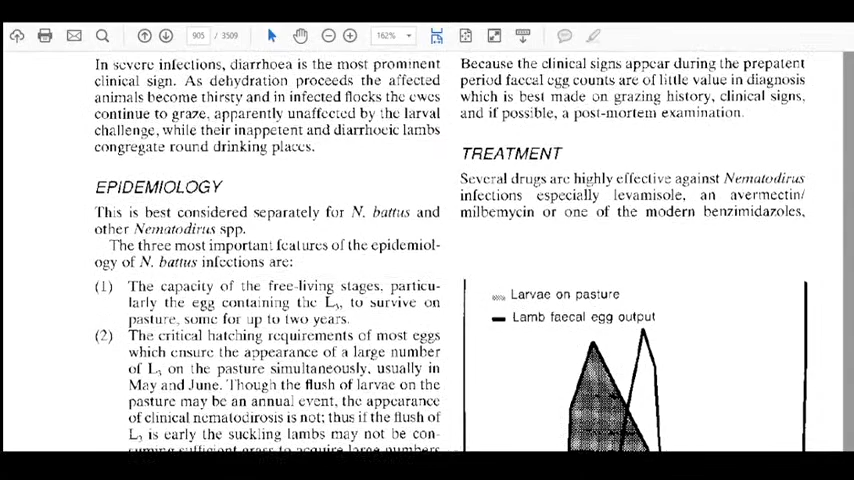 905 / 3509
162%
In severe infections, diarrhoea is the most prominent
clinical sign. As dehydration proceeds the affected
animals become thirsty and in infected flocks the ewes
continue to graze, apparently unaffected by the larval
challenge, while their inappetent and diarrhoeic lambs
congregate round drinking places.
EPIDEMIOLOGY
This is best considered separately for N. battus and
other Nematodirus spp.
The three most important features of the epidemiol-
ogy of N. battus infections are:
(1) The capacity of the free-living stages, particu-
larly the egg containing the L₃, to survive on
pasture, some for up to two years.
(2) The critical hatching requirements of most eggs
which ensure the appearance of a large number
of L₃ on the pasture simultaneously, usually in
May and June. Though the flush of larvae on the
pasture may be an annual event, the appearance
of clinical nematodirosis is not; thus if the flush of
L₃ is early the suckling lambs may not be con-
suming sufficient grass to acquire large numbers
Because the clinical signs appear during the prepatent
period faecal egg counts are of little value in diagnosis
which is best made on grazing history, clinical signs,
and if possible, a post-mortem examination.
TREATMENT
Several drugs are highly effective against Nematodirus
infections especially levamisole, an avermectin/
milbemycin or one of the modern benzimidazoles,
Larvae on pasture
Lamb faecal egg output